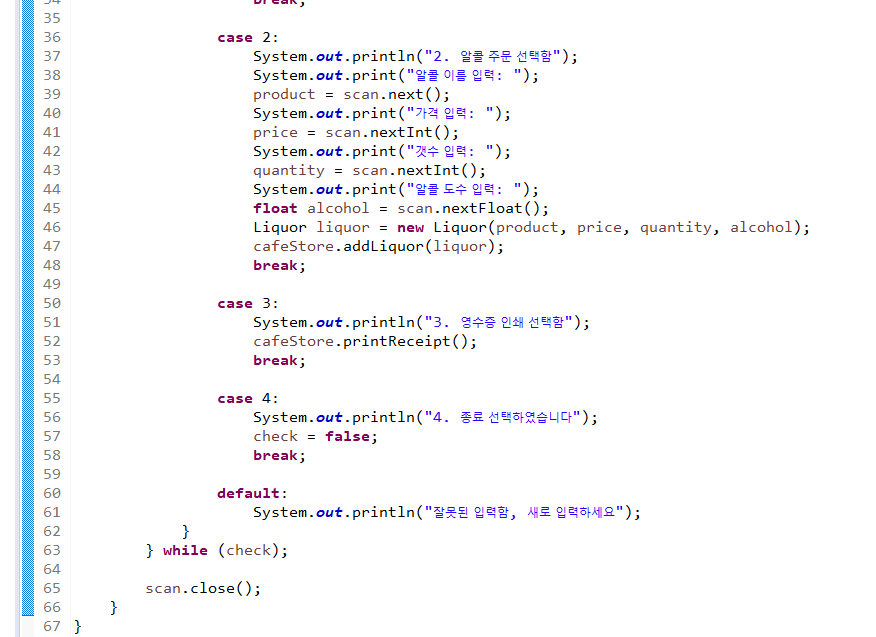 34 break;
35
36 case 2:
37 System.out.println("2. 알콜 주문 선택함");
38 System.out.print("알콜 이름 입력: ");
39 product = scan.next();
40 System.out.print("가격 입력: ");
41 price = scan.nextInt();
42 System.out.print("갯수 입력: ");
43 quantity = scan.nextInt();
44 System.out.print("알콜 도수 입력: ");
45 float alcohol = scan.nextFloat();
46 Liquor liquor = new Liquor(product, price, quantity, alcohol);
47 cafeStore.addLiquor(liquor);
48 break;
49
50 case 3:
51 System.out.println("3. 영수증 인쇄 선택함");
52 cafeStore.printReceipt();
53 break;
54
55 case 4:
56 System.out.println("4. 종료 선택하였습니다");
57 check = false;
58 break;
59
60 default:
61 System.out.println("잘못된 입력함, 새로 입력하세요");
62 }
63 } while (check);
64
65 scan.close();
66 }
67 }